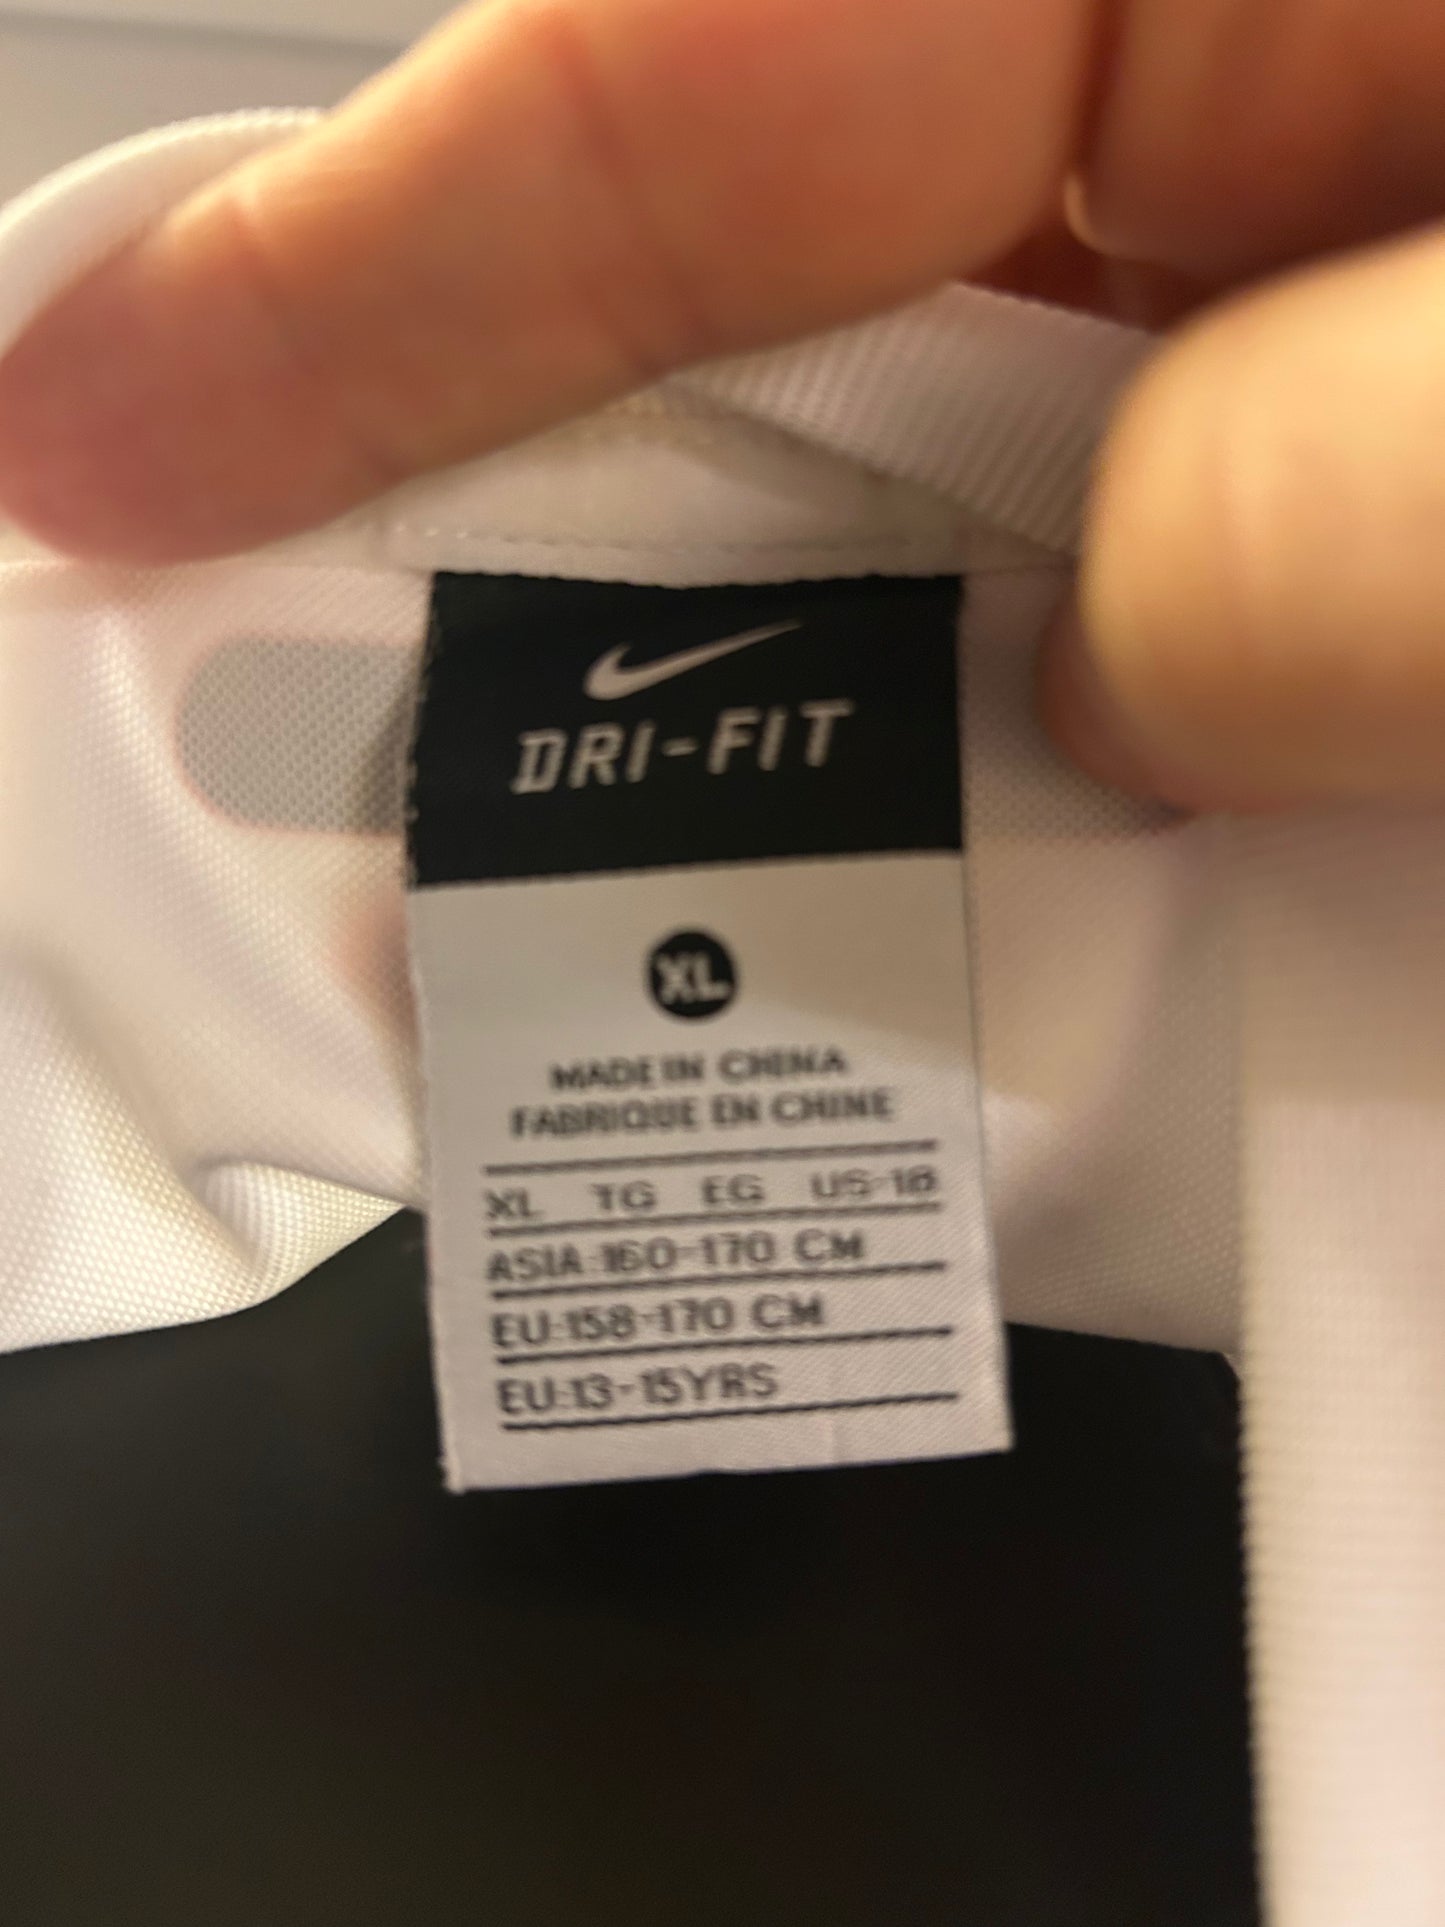 DRI-FIT
XL
MADE IN CHINA
FABRIQUE EN CHINE
XL TG EG US-18
ASIA:160-170 CM
EU:158-170 CM
EU:13-15YRS